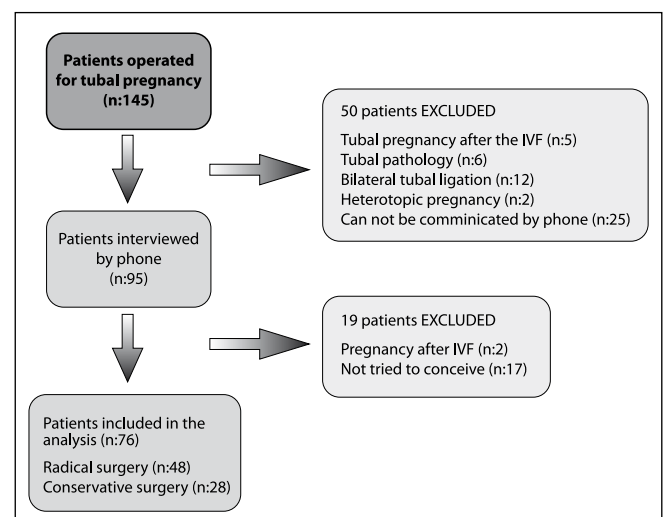 Patients operated
for tubal pregnancy
(n:145)
50 patients EXCLUDED
Tubal pregnancy after the IVF (n:5)
Tubal pathology (n:6)
Bilateral tubal ligation (n:12)
Heterotopic pregnancy (n:2)
Can not be comminicated by phone (n:25)
Patients interviewed
by phone
(n:95)
19 patients EXCLUDED
Pregnancy after IVF (n:2)
Not tried to conceive (n:17)
Patients included in the
analysis (n:76)
Radical surgery (n:48)
Conservative surgery (n:28)